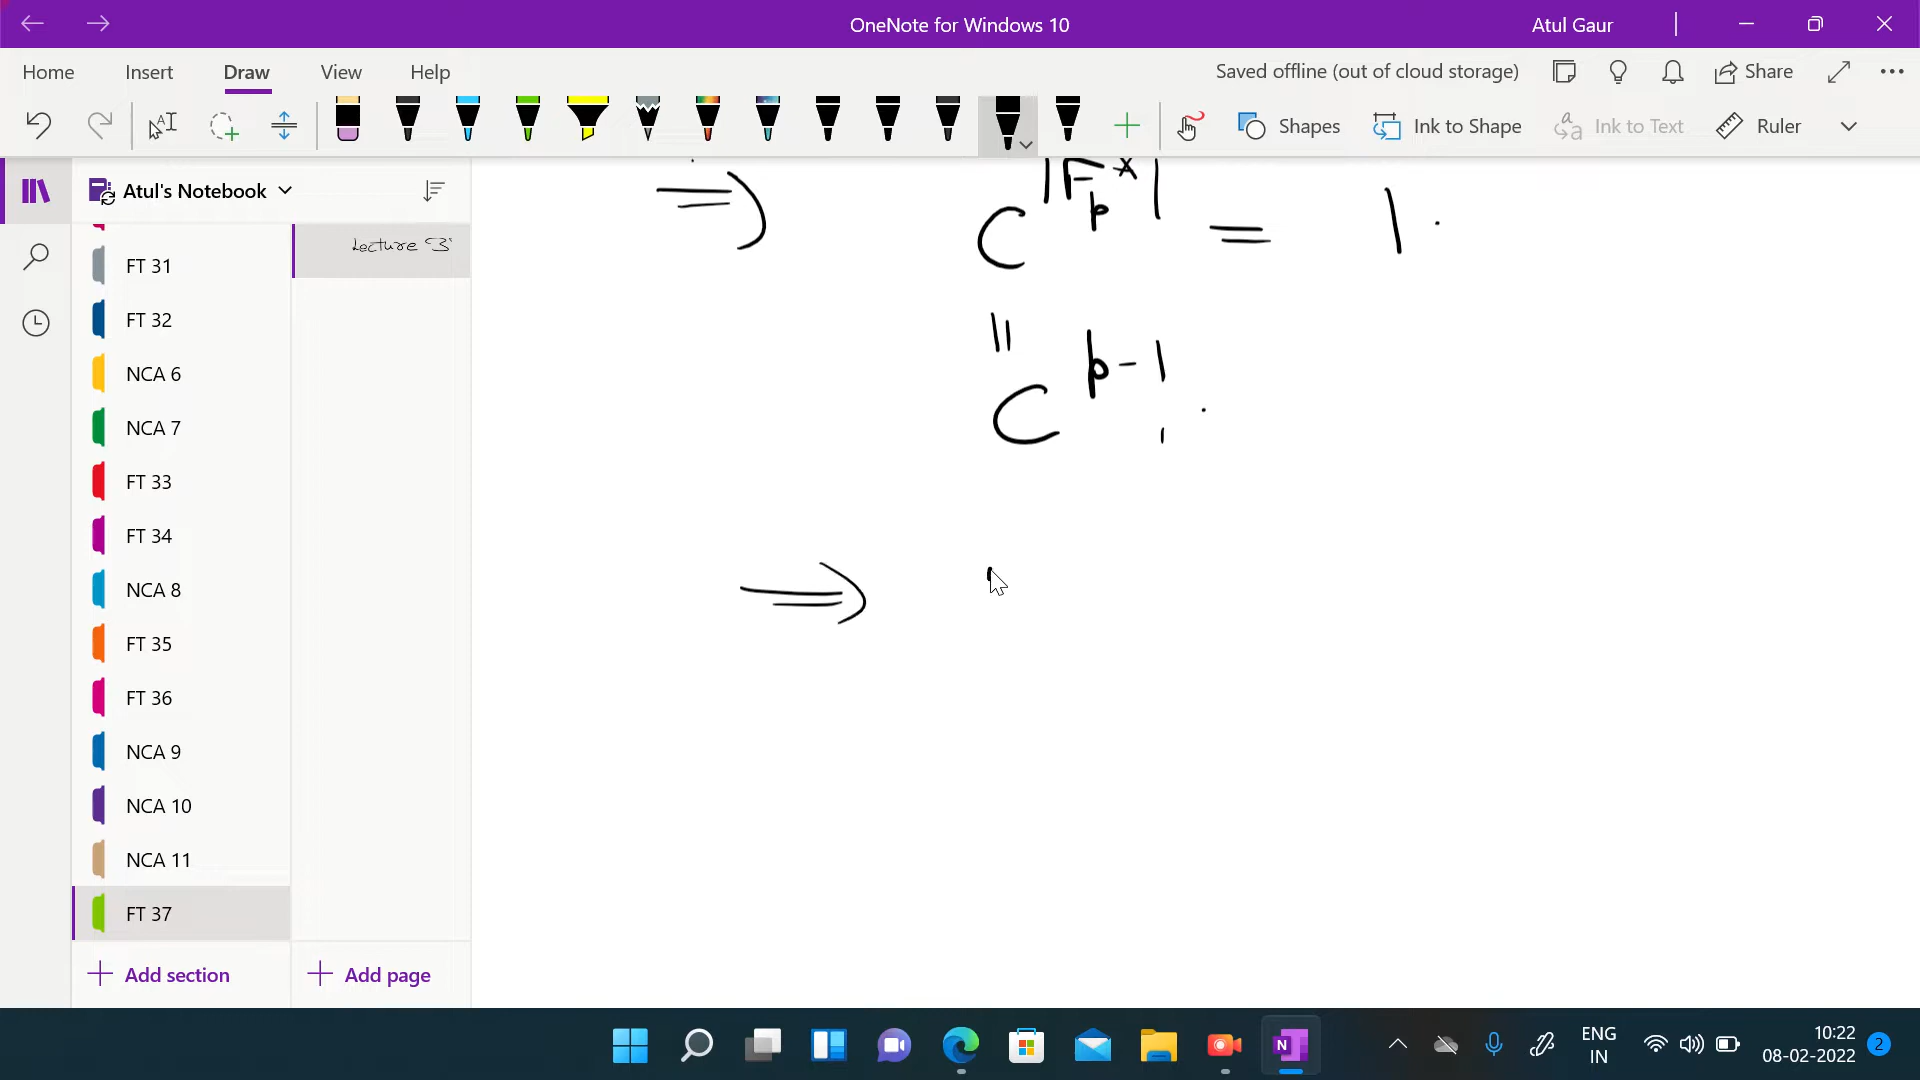 OneNote for Windows 10
Atul Gaur
Home Insert Draw View Help
Saved offline (out of cloud storage)
Share
Shapes
Ink to Shape
Ink to Text
Ruler
Atul's Notebook
Lecture 3
FT 31
FT 32
NCA 6
NCA 7
FT 33
FT 34
NCA 8
FT 35
FT 36
NCA 9
NCA 10
NCA 11
FT 37
Add section
Add page
⇒ C^|F_p^*| = 1.
||
C^{p-1}.
⇒
ENG
IN
10:22
08-02-2022
2